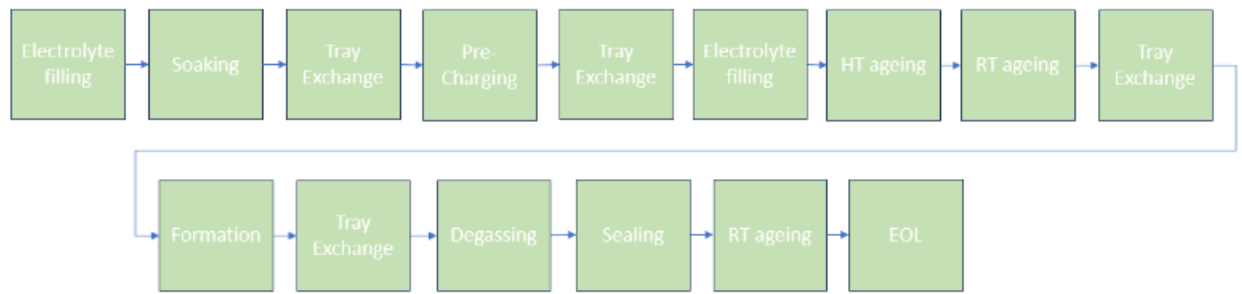 Electrolyte
filling
Soaking
Tray
Exchange
Pre-
Charging
Tray
Exchange
Electrolyte
filling
HT ageing
RT ageing
Tray
Exchange
Formation
Tray
Exchange
Degassing
Sealing
RT ageing
EOL